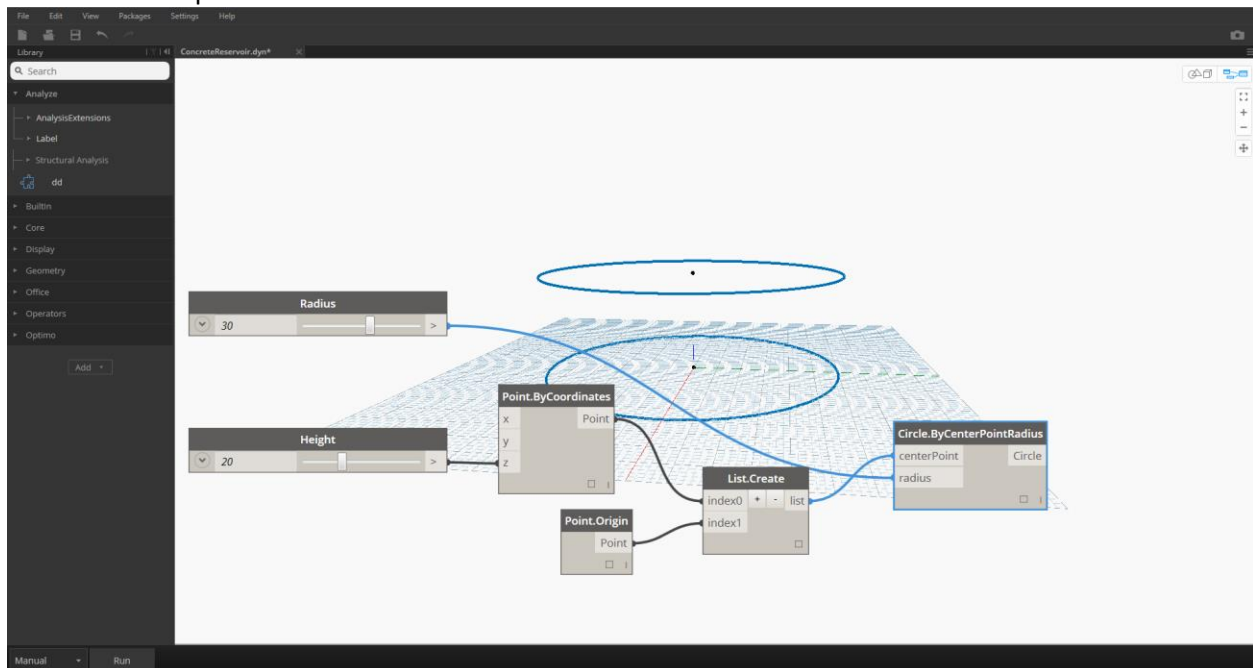 File Edit View Packages Settings Help
Library
ConcreteReservoir.dyn*
Search
Analyze
AnalysisExtensions
Label
Structural Analysis
dd
BuiltIn
Core
Display
Geometry
Office
Operators
Optimo
Add
Radius
30 >
Height
20 >
Point.ByCoordinates
x Point
y
z
Point.Origin
Point
List.Create
index0 + - list
index1
Circle.ByCenterPointRadius
centerPoint Circle
radius
Manual Run